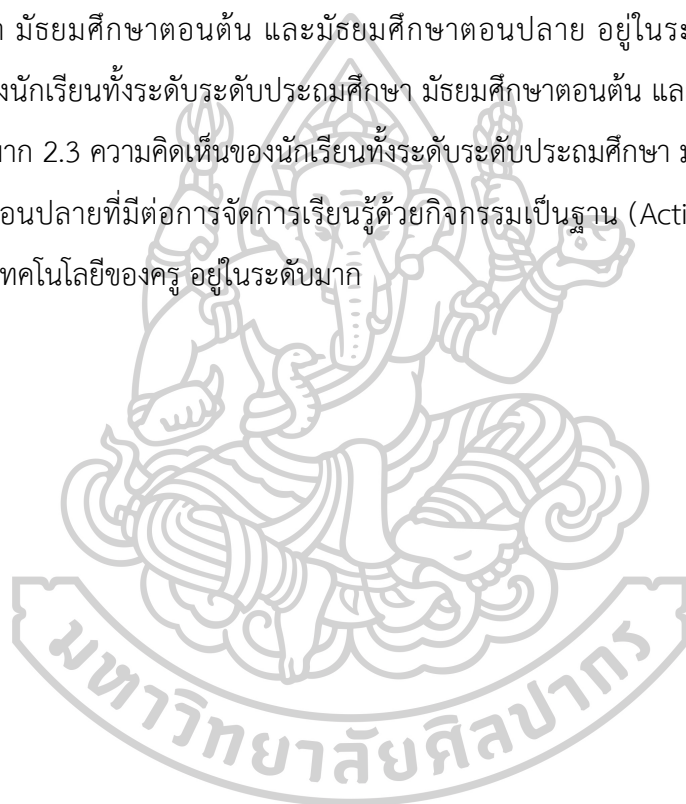 มัธยมศึกษาตอนต้น และมัธยมศึกษาตอนปลาย อยู่ในระ
งนักเรียนทั้งระดับระดับประถมศึกษา มัธยมศึกษาตอนต้น และ
มาก 2.3 ความคิดเห็นของนักเรียนทั้งระดับระดับประถมศึกษา ม
อนปลายที่มีต่อการจัดการเรียนรู้ด้วยกิจกรรมเป็นฐาน (Acti
ทคโนโลยีของครู อยู่ในระดับมาก
มหาวิทยาลัยศิลปากร